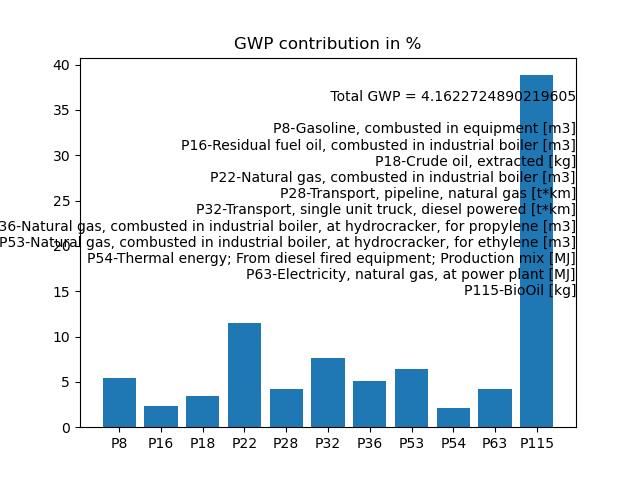 GWP contribution in %
40
35
30
25
20
15
10
5
0
Total GWP = 4.1622724890219605
P8-Gasoline, combusted in equipment [m3]
P16-Residual fuel oil, combusted in industrial boiler [m3]
P18-Crude oil, extracted [kg]
P22-Natural gas, combusted in industrial boiler [m3]
P28-Transport, pipeline, natural gas [t*km]
P32-Transport, single unit truck, diesel powered [t*km]
36-Natural gas, combusted in industrial boiler, at hydrocracker, for propylene [m3]
P53-Natural gas, combusted in industrial boiler, at hydrocracker, for ethylene [m3]
P54-Thermal energy; From diesel fired equipment; Production mix [MJ]
P63-Electricity, natural gas, at power plant [MJ]
P115-BioOil [kg]
P8 P16 P18 P22 P28 P32 P36 P53 P54 P63 P115